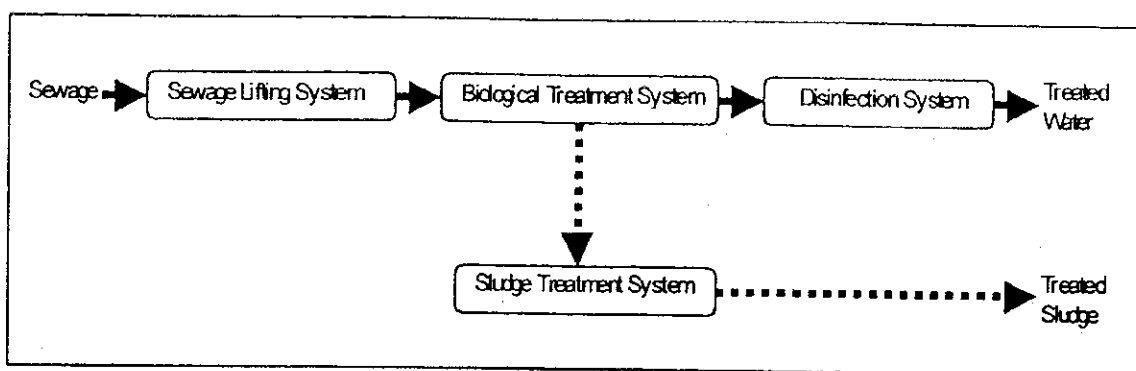 Sewage
Sewage Lifting System
Biological Treatment System
Disinfection System
Treated
Water
Sludge Treatment System
Treated
Sludge